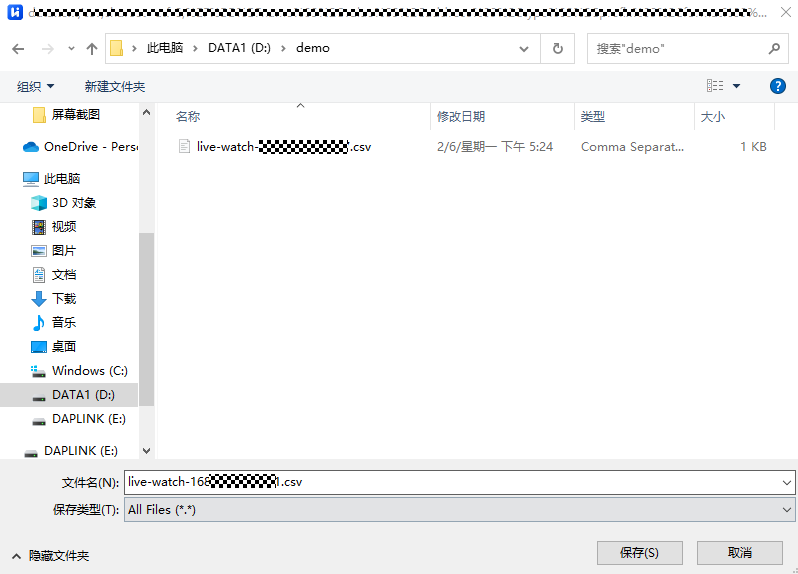 此电脑 DATA1 (D:) demo 搜索"demo"
组织 新建文件夹
名称 修改日期 类型 大小
live-watch- .csv 2/6/星期一 下午 5:24 Comma Separat... 1 KB
屏幕截图
OneDrive - Perso
此电脑
3D 对象
视频
图片
文档
下载
音乐
桌面
Windows (C:)
DATA1 (D:)
DAPLINK (E:)
DAPLINK (E:)
文件名(N): live-watch-168 1.csv
保存类型(T): All Files (*.*)
隐藏文件夹 保存(S) 取消